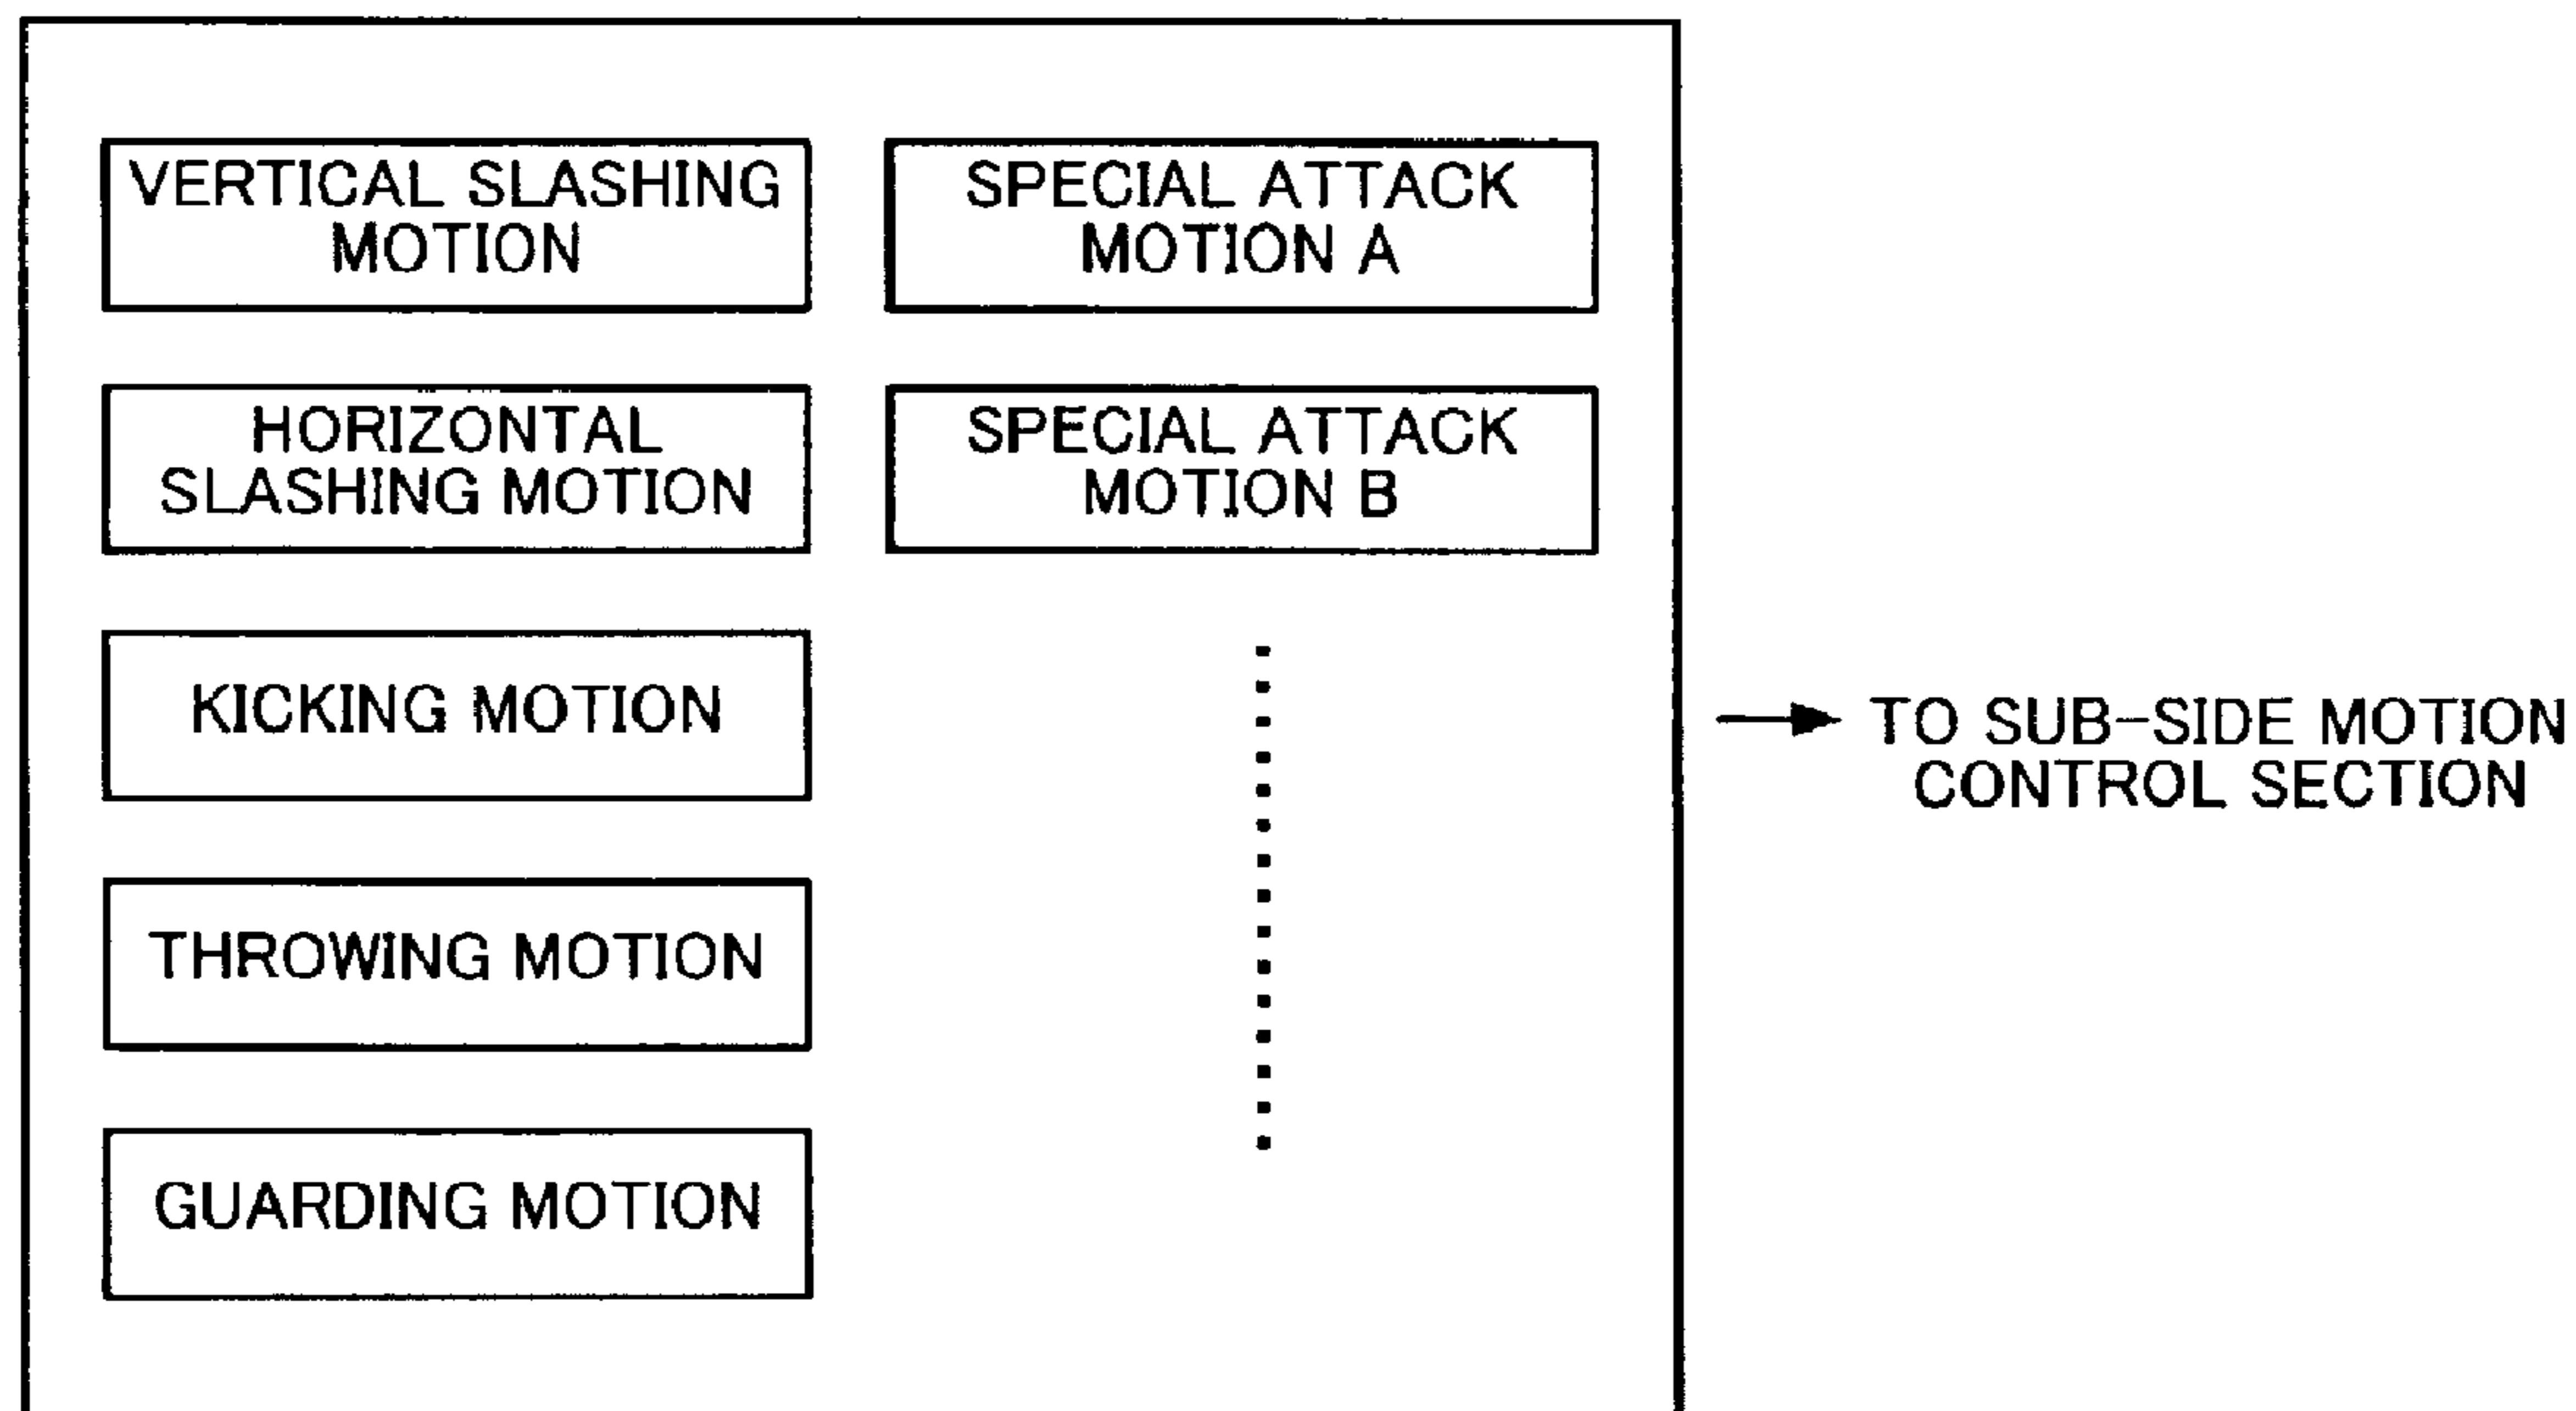 VERTICAL SLASHING
MOTION
SPECIAL ATTACK
MOTION A
HORIZONTAL
SLASHING MOTION
SPECIAL ATTACK
MOTION B
KICKING MOTION
THROWING MOTION
GUARDING MOTION
TO SUB-SIDE MOTION
CONTROL SECTION